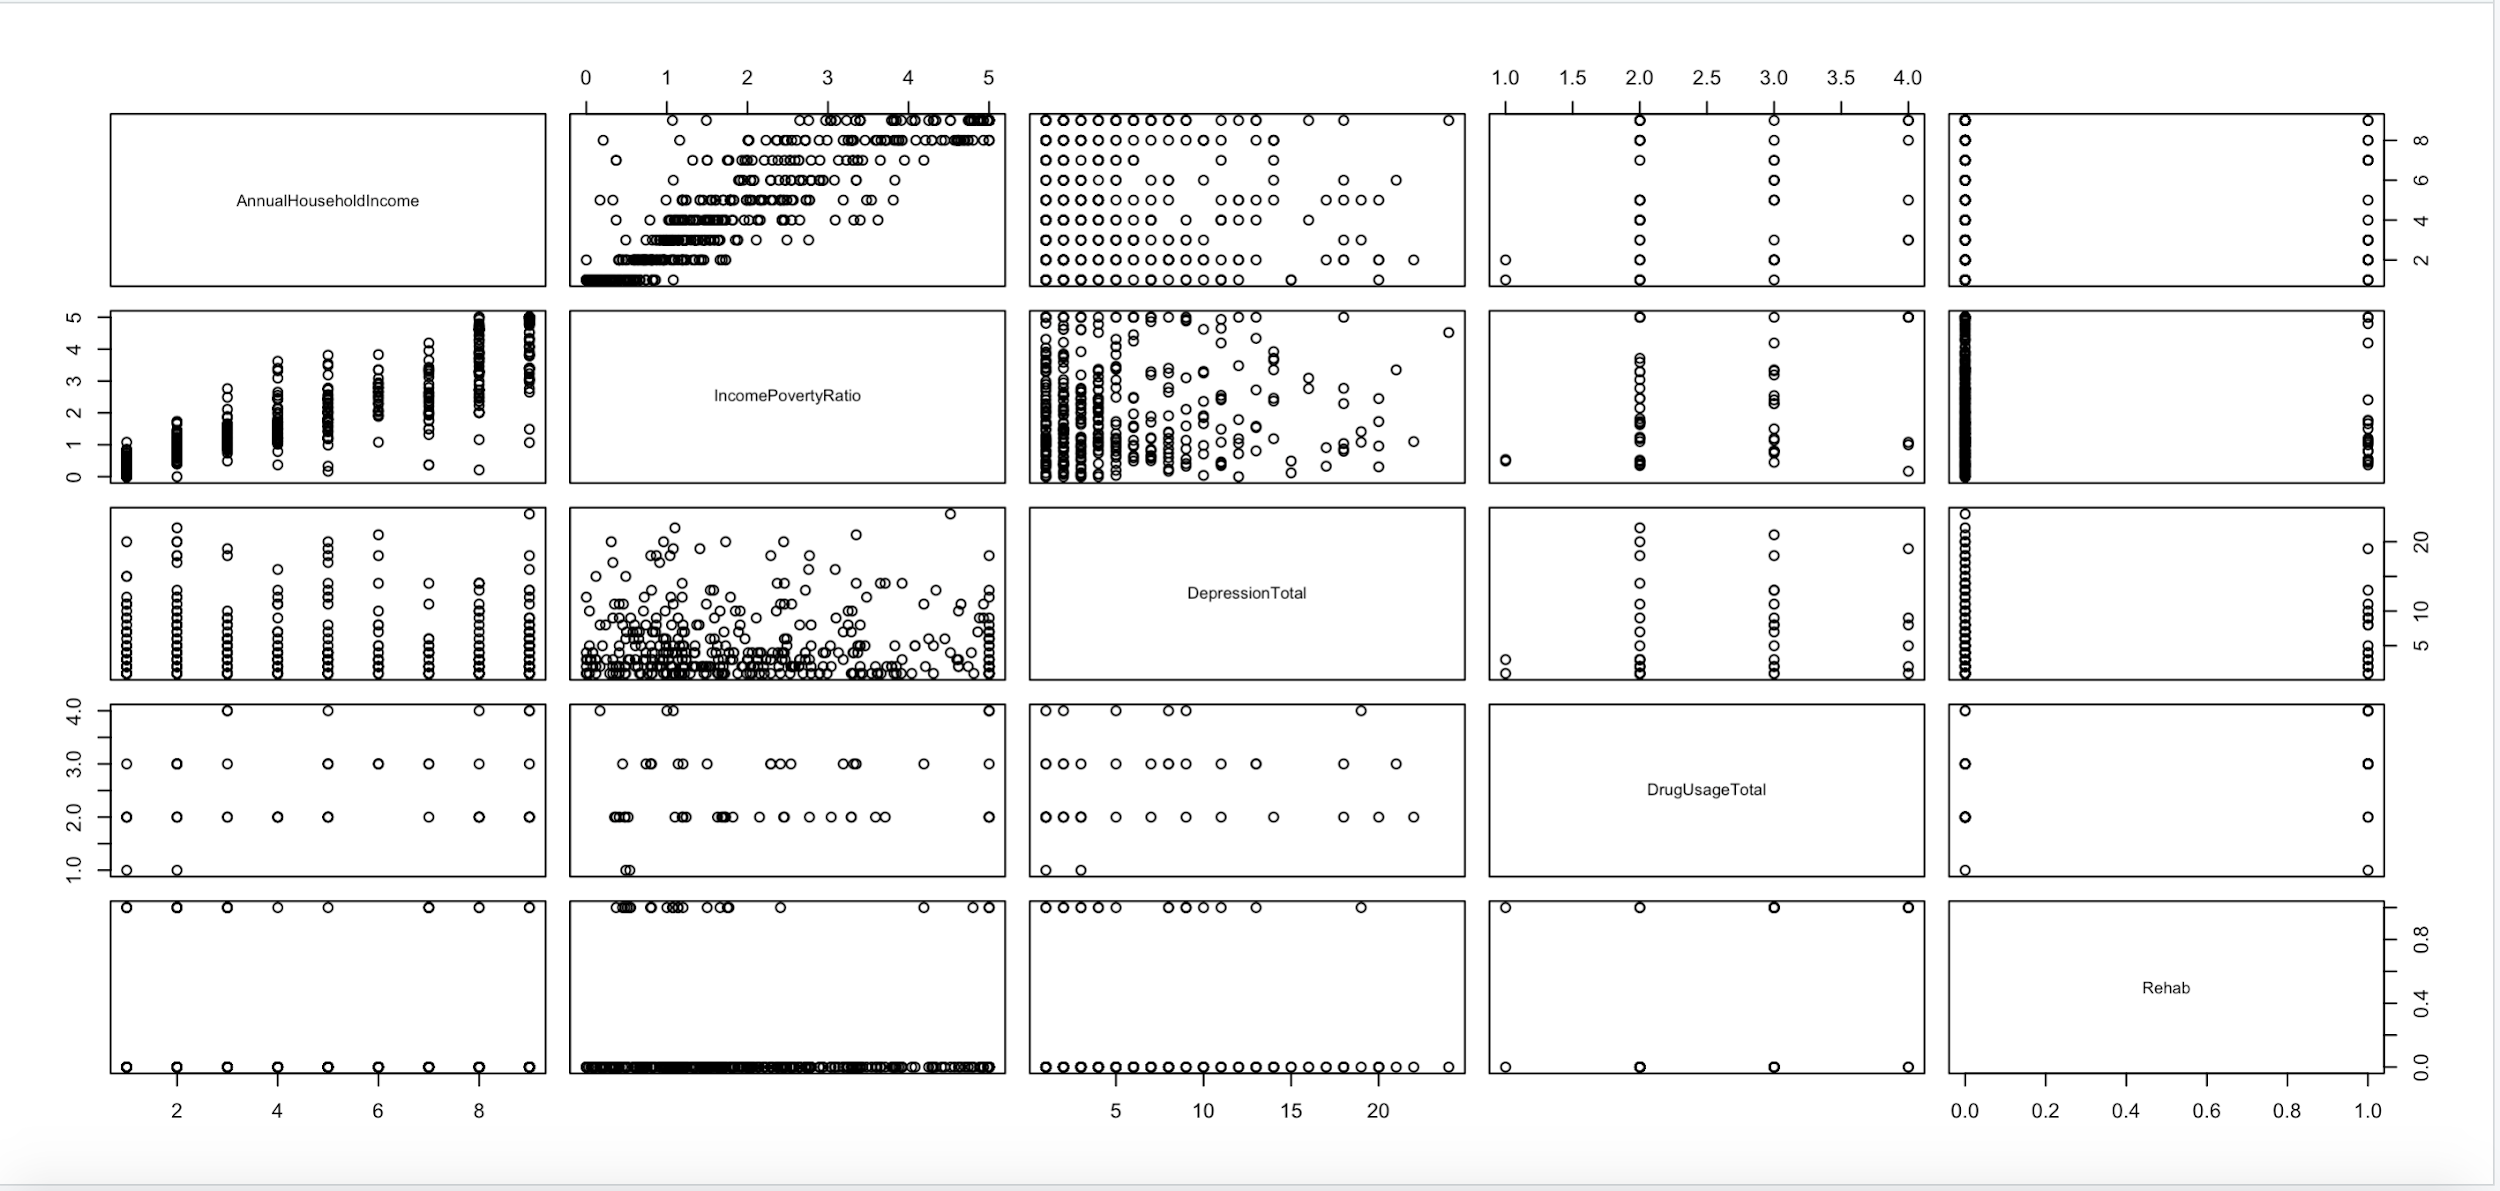 0 1 2 3 4 5
1.0 1.5 2.0 2.5 3.0 3.5 4.0
AnnualHouseholdIncome
2 4 6 8
0 1 2 3 4 5
IncomePovertyRatio
DepressionTotal
5 10 20
1.0 2.0 3.0 4.0
DrugUsageTotal
Rehab
0.0 0.4 0.8
2 4 6 8
5 10 15 20
0.0 0.2 0.4 0.6 0.8 1.0